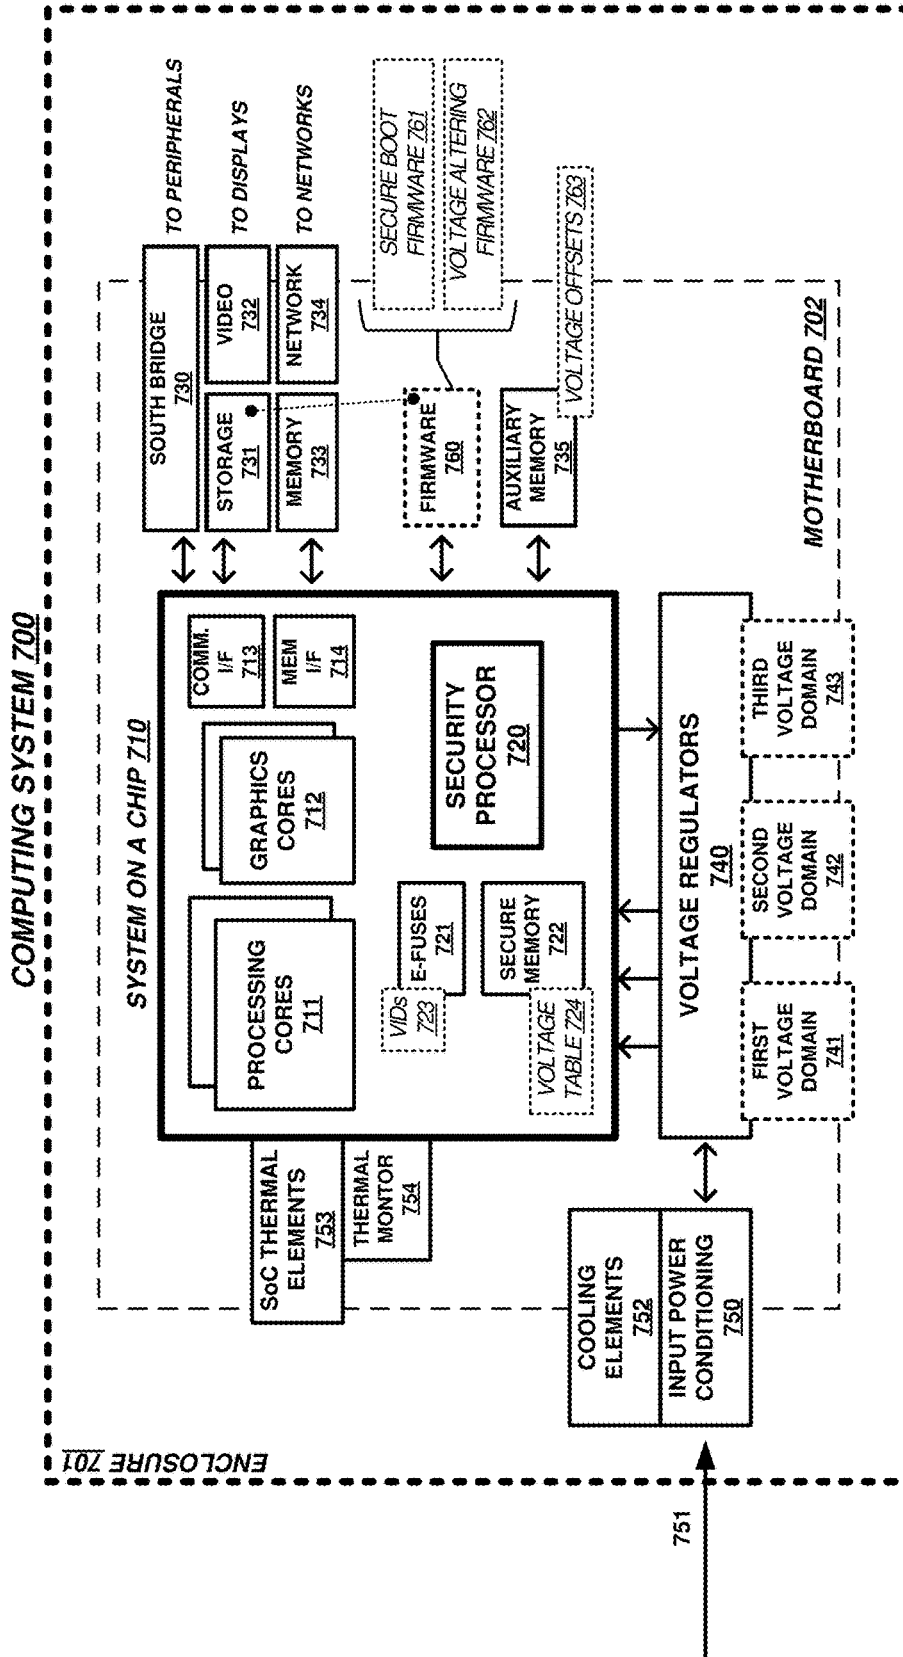 COMPUTING SYSTEM 700
ENCLOSURE 701
SYSTEM ON A CHIP 710
SoC THERMAL
ELEMENTS
753
THERMAL
MONTOR
754
PROCESSING
CORES
711
GRAPHICS
CORES
712
COMM.
I/F
713
MEM
I/F
714
VIDs
723
E-FUSES
721
VOLTAGE
TABLE 724
SECURE
MEMORY
722
SECURITY
PROCESSOR
720
SOUTH BRIDGE
730
TO PERIPHERALS
STORAGE
731
VIDEO
732
TO DISPLAYS
MEMORY
733
NETWORK
734
TO NETWORKS
FIRMWARE
760
SECURE BOOT
FIRMWARE 761
VOLTAGE ALTERING
FIRMWARE 762
AUXILIARY
MEMORY
735
VOLTAGE OFFSETS 763
COOLING
ELEMENTS
752
INPUT POWER
CONDITIONING
750
751
VOLTAGE REGULATORS
740
FIRST
VOLTAGE
DOMAIN
741
SECOND
VOLTAGE
DOMAIN
742
THIRD
VOLTAGE
DOMAIN
743
MOTHERBOARD 702